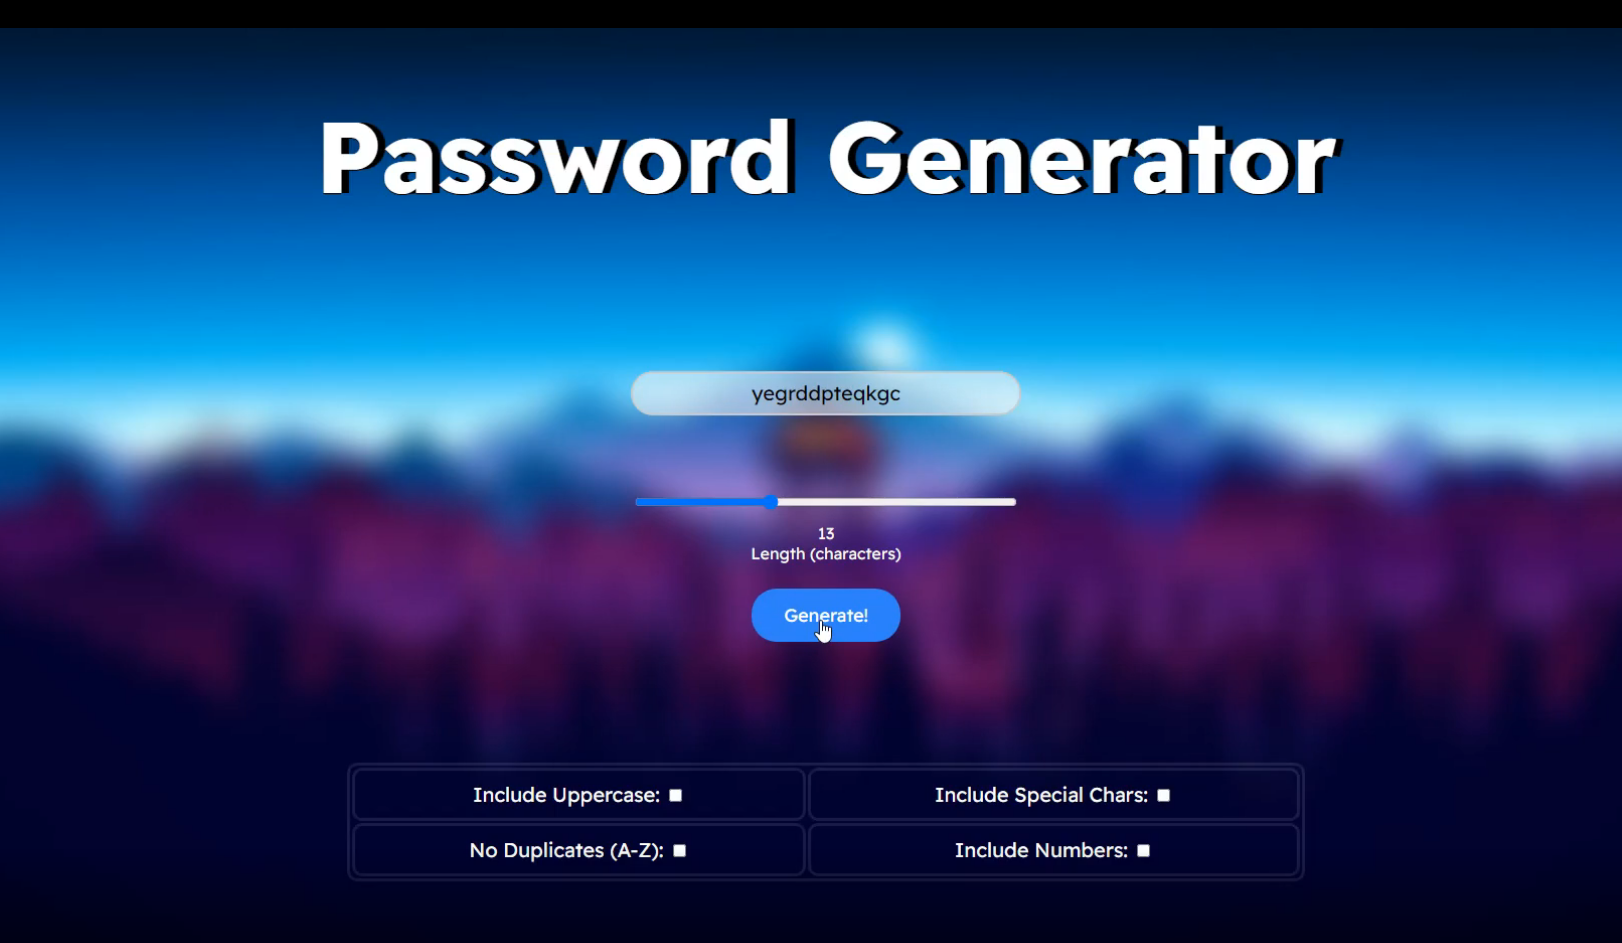 Password Generator
yegrddpteqkgc
13
Length (characters)
Generate!
Include Uppercase:
Include Special Chars:
No Duplicates (A-Z):
Include Numbers: